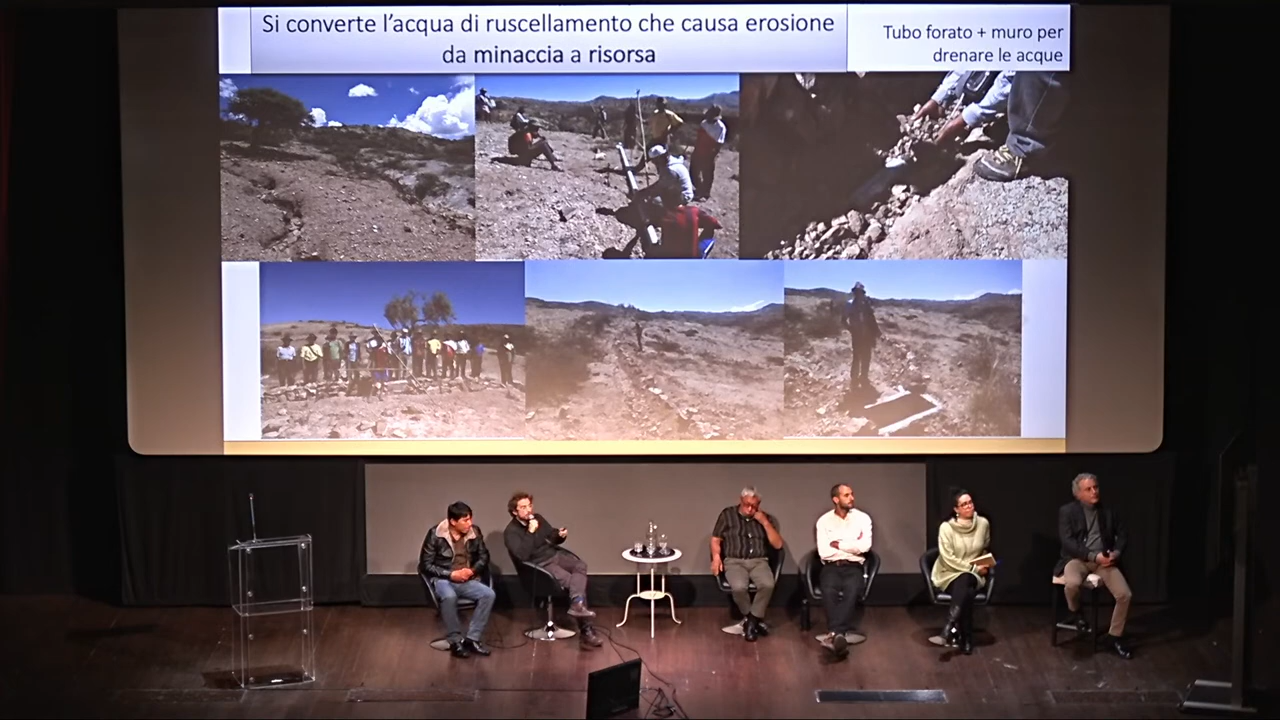 Si converte l'acqua di ruscellamento che causa erosione
da minaccia a risorsa
Tubo forato + muro per
drenare le acque